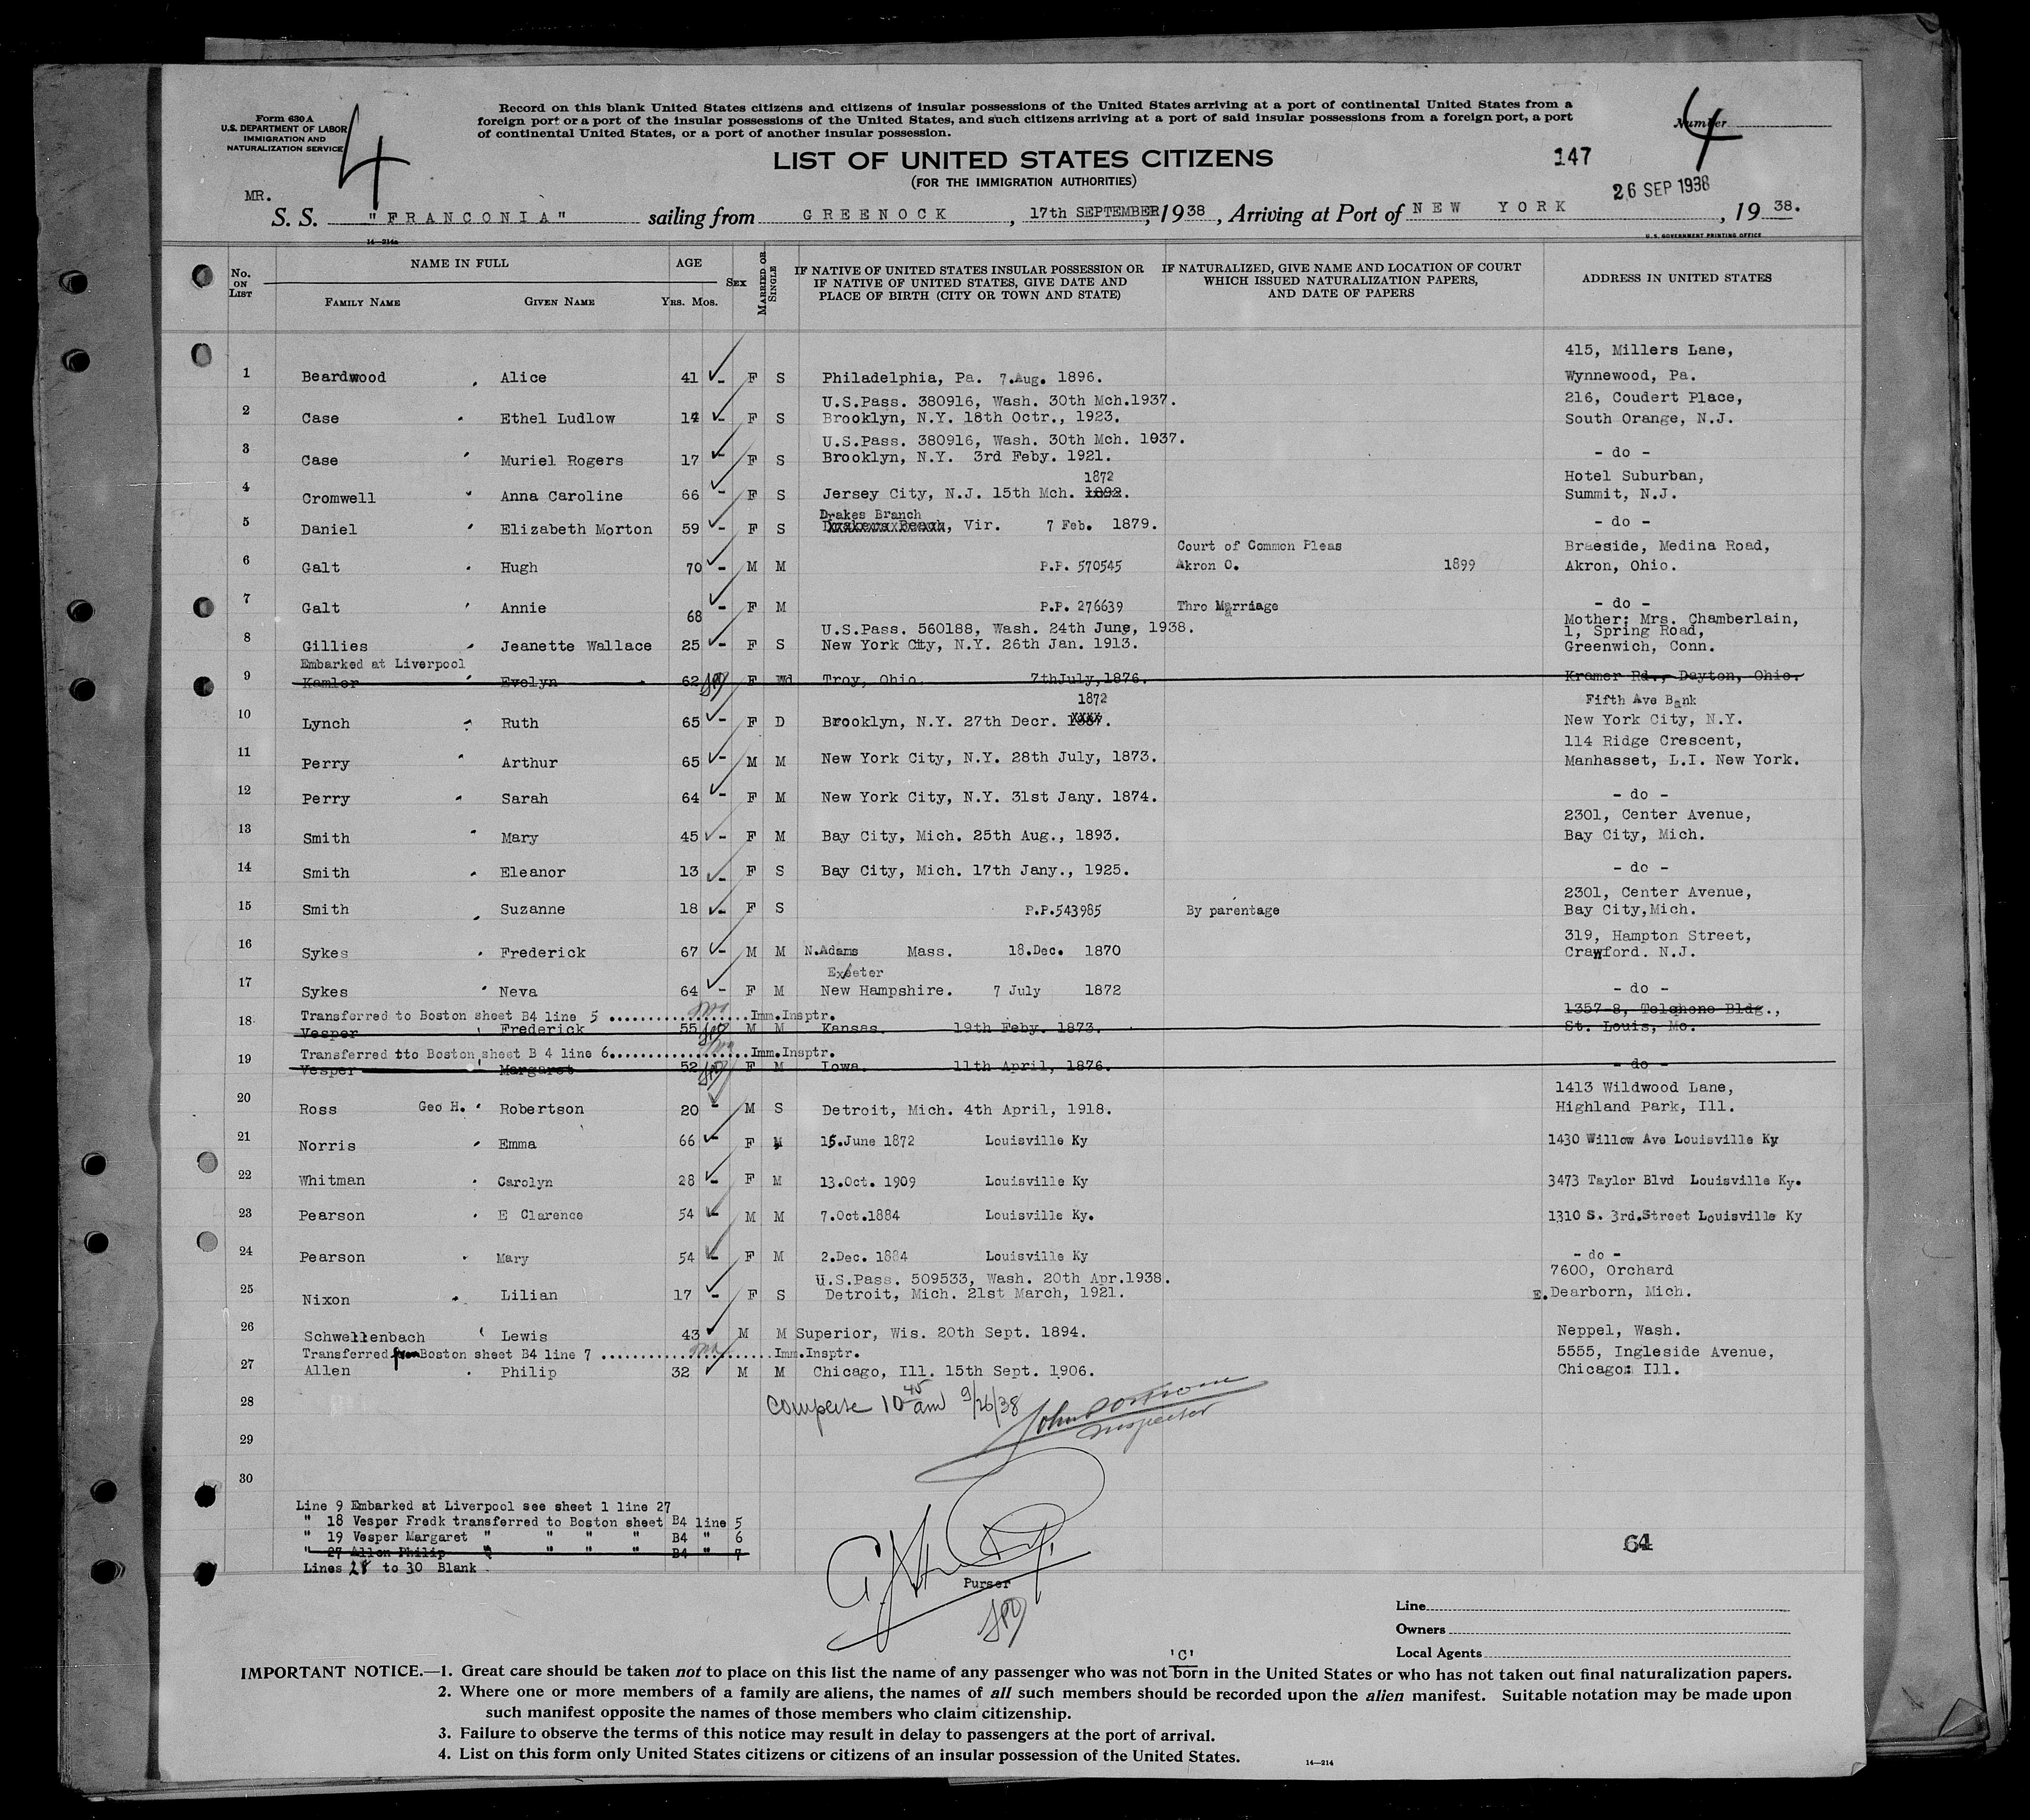 Form 630 A
U.S. DEPARTMENT OF LABOR
IMMIGRATION AND
NATURALIZATION SERVICE
4
Record on this blank United States citizens and citizens of insular possessions of the United States arriving at a port of continental United States from a
foreign port or a port of the insular possessions of the United States, and such citizens arriving at a port of said insular possessions from a foreign port, a port
of continental United States, or a port of another insular possession.
Number
4
LIST OF UNITED STATES CITIZENS
(FOR THE IMMIGRATION AUTHORITIES)
147
26 SEP 1938
MR.
S. S. "FRANCONIA" sailing from GREENOCK, 17th SEPTEMBER, 1938, Arriving at Port of NEW YORK, 19 38.
14—214a
U. S. GOVERNMENT PRINTING OFFICE
No. ON LIST
NAME IN FULL
FAMILY NAME GIVEN NAME
AGE
YRS. MOS.
SEX
MARRIED OR SINGLE
IF NATIVE OF UNITED STATES INSULAR POSSESSION OR
IF NATIVE OF UNITED STATES, GIVE DATE AND
PLACE OF BIRTH (CITY OR TOWN AND STATE)
IF NATURALIZED, GIVE NAME AND LOCATION OF COURT
WHICH ISSUED NATURALIZATION PAPERS,
AND DATE OF PAPERS
ADDRESS IN UNITED STATES
415, Millers Lane,
1 Beardwood, Alice 41 - F S Philadelphia, Pa. 7.Aug. 1896. Wynnewood, Pa.
U.S.Pass. 380916, Wash. 30th Mch.1937. 216, Coudert Place,
2 Case Ethel Ludlow 14 - F S Brooklyn, N.Y. 18th Octr., 1923. South Orange, N.J.
U.S.Pass. 380916, Wash. 30th Mch. 1937.
3 Case Muriel Rogers 17 - F S Brooklyn, N.Y. 3rd Feby. 1921. - do -
1872 Hotel Suburban,
4 Cromwell Anna Caroline 66 - F S Jersey City, N.J. 15th Mch. 1892. Summit, N.J.
Drakes Branch
5 Daniel Elizabeth Morton 59 - F S Drakers Beach, Vir. 7 Feb. 1879. - do -
Court of Common Pleas Braeside, Medina Road,
6 Galt Hugh 70 - M M P.P. 570545 Akron O. 1899 Akron, Ohio.
7 Galt Annie 68 - F M P.P. 276639 Thro Marriage - do -
U.S.Pass. 560188, Wash. 24th June, 1938. Mother: Mrs. Chamberlain,
1, Spring Road,
8 Gillies Jeanette Wallace 25 - F S New York City, N.Y. 26th Jan. 1913. Greenwich, Conn.
Embarked at Liverpool
9 Kamlor Evelyn 62 F Wd Troy, Ohio. 7thJuly,1876. Kramer Rd., Dayton, Ohio.
1872 Fifth Ave Bank
10 Lynch Ruth 65 - F D Brooklyn, N.Y. 27th Decr. New York City, N.Y.
114 Ridge Crescent,
11 Perry Arthur 65 - M M New York City, N.Y. 28th July, 1873. Manhasset, L.I. New York.
12 Perry Sarah 64 - F M New York City, N.Y. 31st Jany. 1874. - do -
2301, Center Avenue,
13 Smith Mary 45 - F M Bay City, Mich. 25th Aug., 1893. Bay City, Mich.
14 Smith Eleanor 13 - F S Bay City, Mich. 17th Jany., 1925. - do -
2301, Center Avenue,
15 Smith Suzanne 18 - F S P.P.543985 By parentage Bay City,Mich.
319, Hampton Street,
16 Sykes Frederick 67 - M M N.Adams Mass. 18.Dec. 1870 Crawford. N.J.
Exeter
17 Sykes Neva 64 - F M New Hampshire. 7 July 1872 - do -
Transferred to Boston sheet B4 line 5 ..................Imm.Insptr. 1357-8, Telephone Bldg.,
18 Vesper Frederick 55 M M Kansas. 19th Feby. 1873. St. Louis, Mo.
Transferred tto Boston sheet B 4 line 6..................Imm.Insptr.
19 Vesper Margaret 52 F M Iowa. 11th April, 1876. - do -
1413 Wildwood Lane,
20 Ross Geo H. Robertson 20 - M S Detroit, Mich. 4th April, 1918. Highland Park, Ill.
21 Norris Emma 66 - F M 15.June 1872 Louisville Ky 1430 Willow Ave Louisville Ky
22 Whitman Carolyn 28 - F M 13.Oct. 1909 Louisville Ky 3473 Taylor Blvd Louisville Ky.
23 Pearson E Clarence 54 - M M 7.Oct.1884 Louisville Ky. 1310 S. 3rd.Street Louisville Ky
24 Pearson Mary 54 - F M 2.Dec. 1884 Louisville Ky - do -
U.S.Pass. 509533, Wash. 20th Apr.1938. 7600, Orchard
25 Nixon Lilian 17 - F S Detroit, Mich. 21st March, 1921. E.Dearborn, Mich.
26 Schwellenbach Lewis 43 M M Superior, Wis. 20th Sept. 1894. Neppel, Wash.
Transferred from Boston sheet B4 line 7 ........................Imm.Insptr. 5555, Ingleside Avenue,
27 Allen Philip 32 M M Chicago, Ill. 15th Sept. 1906. Chicago: Ill.
28 10 45 am 9/26/38
Inspector
29
30
Line 9 Embarked at Liverpool see sheet 1 line 27
" 18 Vesper Fredk transferred to Boston sheet B4 line 5
" 19 Vesper Margaret " " " " B4 " 6
" 27 Allen Philip " " " " B4 " 7
Lines 28 to 30 Blank
64
Purser
Line
Owners
Local Agents
'C'
IMPORTANT NOTICE.—1. Great care should be taken not to place on this list the name of any passenger who was not born in the United States or who has not taken out final naturalization papers.
2. Where one or more members of a family are aliens, the names of all such members should be recorded upon the alien manifest. Suitable notation may be made upon
such manifest opposite the names of those members who claim citizenship.
3. Failure to observe the terms of this notice may result in delay to passengers at the port of arrival.
4. List on this form only United States citizens or citizens of an insular possession of the United States.
14—214